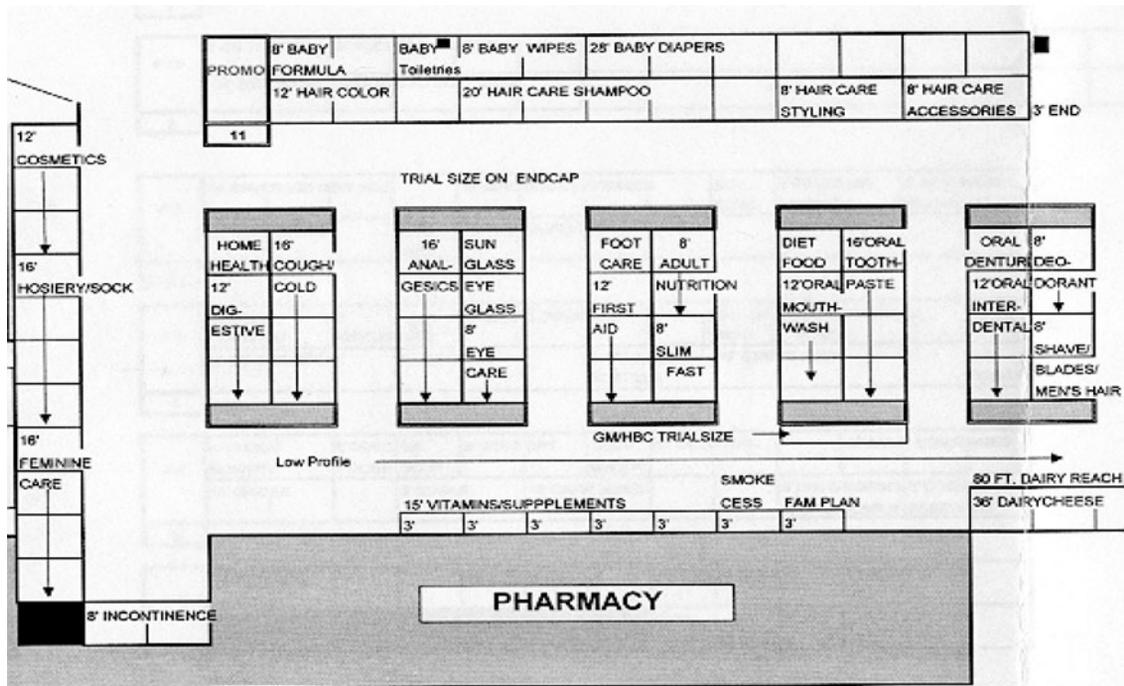 8' BABY
FORMULA
BABY
Toiletries
8' BABY WIPES
28' BABY DIAPERS
PROMO
12' HAIR COLOR
20' HAIR CARE SHAMPOO
8' HAIR CARE
STYLING
8' HAIR CARE
ACCESSORIES
3' END
11
12'
COSMETICS
TRIAL SIZE ON ENDCAP
16'
HOSIERY/SOCK
HOME
HEALTH
12'
DIG-
ESTIVE
16'
COUGH/
COLD
16'
ANAL-
GESICS
SUN
GLASS
EYE
GLASS
8'
EYE
CARE
FOOT
CARE
12'
FIRST
AID
8'
ADULT
NUTRITION
8'
SLIM
FAST
DIET
FOOD
12'ORAL
MOUTH-
WASH
16'ORAL
TOOTH-
PASTE
ORAL
DENTURE
12'ORAL
INTER-
DENTAL
8'
DEO-
DORANT
8'
SHAVE/
BLADES/
MEN'S HAIR
GM/HBC TRIALSIZE
16'
FEMININE
CARE
Low Profile
15' VITAMINS/SUPPPLEMENTS
SMOKE
CESS
FAM PLAN
3' 3' 3' 3' 3' 3' 3'
80 FT. DAIRY REACH
36' DAIRYCHEESE
PHARMACY
8' INCONTINENCE